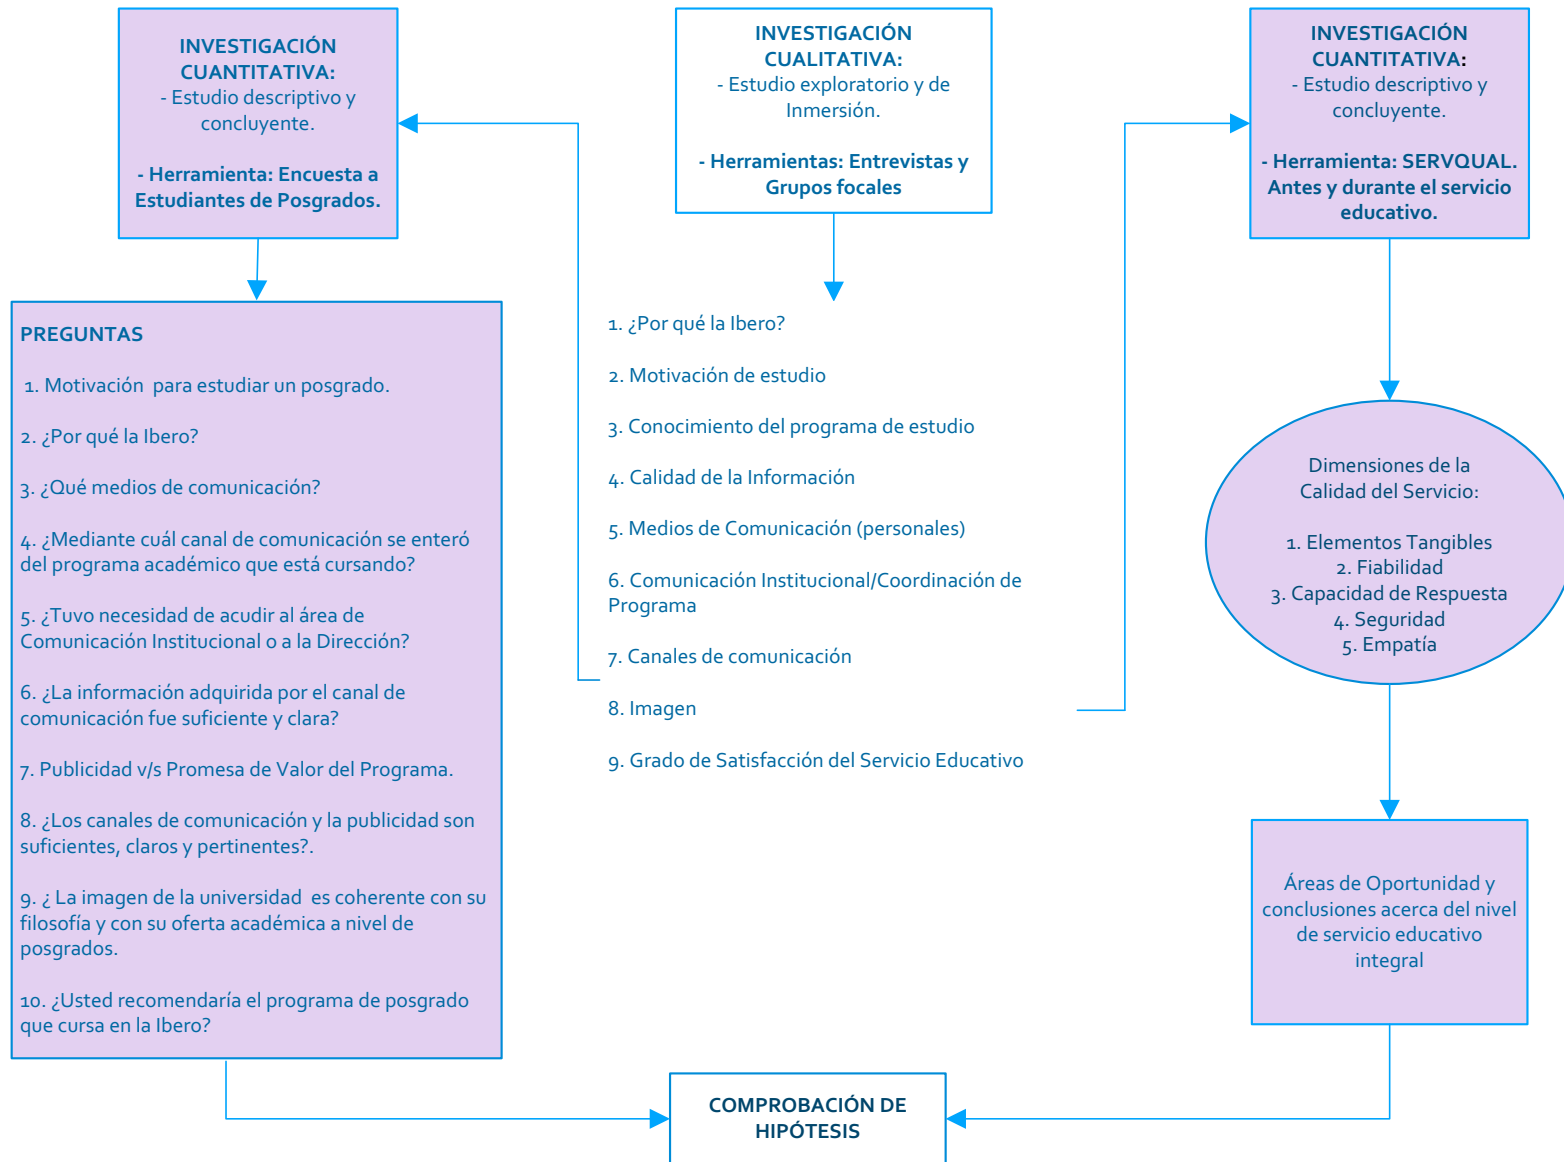 INVESTIGACIÓN
CUANTITATIVA:
- Estudio descriptivo y
concluyente.
- Herramienta: Encuesta a
Estudiantes de Posgrados.
INVESTIGACIÓN
CUALITATIVA:
- Estudio exploratorio y de
Inmersión.
- Herramientas: Entrevistas y
Grupos focales
INVESTIGACIÓN
CUANTITATIVA:
- Estudio descriptivo y
concluyente.
- Herramienta: SERVQUAL.
Antes y durante el servicio
educativo.
PREGUNTAS
1. Motivación para estudiar un posgrado.
2. ¿Por qué la Ibero?
3. ¿Qué medios de comunicación?
4. ¿Mediante cuál canal de comunicación se enteró
del programa académico que está cursando?
5. ¿Tuvo necesidad de acudir al área de
Comunicación Institucional o a la Dirección?
6. ¿La información adquirida por el canal de
comunicación fue suficiente y clara?
7. Publicidad v/s Promesa de Valor del Programa.
8. ¿Los canales de comunicación y la publicidad son
suficientes, claros y pertinentes?.
9. ¿ La imagen de la universidad es coherente con su
filosofía y con su oferta académica a nivel de
posgrados.
10. ¿Usted recomendaría el programa de posgrado
que cursa en la Ibero?
1. ¿Por qué la Ibero?
2. Motivación de estudio
3. Conocimiento del programa de estudio
4. Calidad de la Información
5. Medios de Comunicación (personales)
6. Comunicación Institucional/Coordinación de
Programa
7. Canales de comunicación
8. Imagen
9. Grado de Satisfacción del Servicio Educativo
Dimensiones de la
Calidad del Servicio:
1. Elementos Tangibles
2. Fiabilidad
3. Capacidad de Respuesta
4. Seguridad
5. Empatía
Áreas de Oportunidad y
conclusiones acerca del nivel
de servicio educativo
integral
COMPROBACIÓN DE
HIPÓTESIS